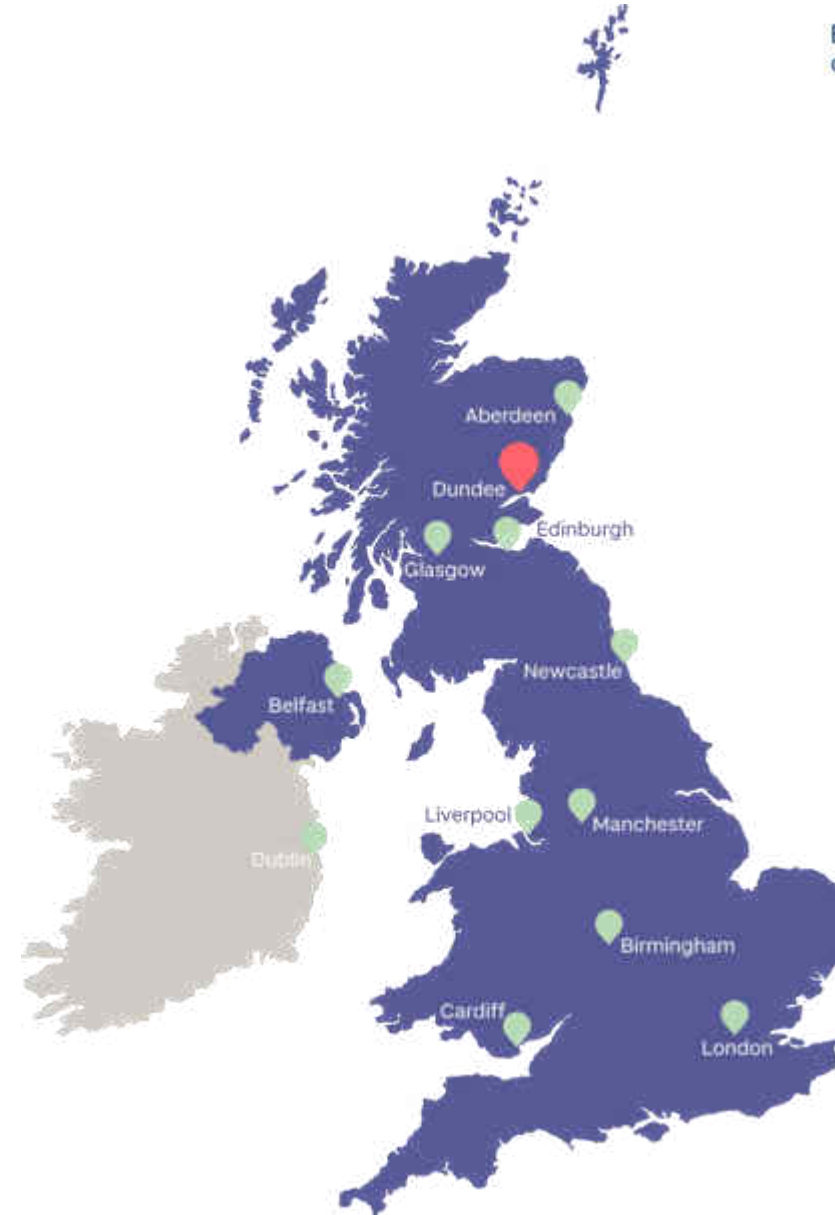 Aberdeen
Dundee
Edinburgh
Glasgow
Newcastle
Belfast
Liverpool
Manchester
Dublin
Birmingham
Cardiff
London